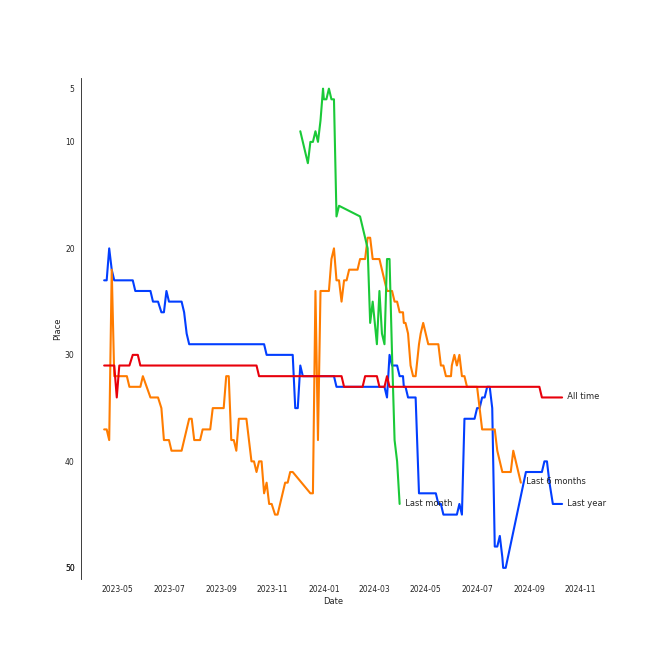 5
10
20
30
40
50
Place
All time
Last 6 months
Last month
Last year
2023-05
2023-07
2023-09
2023-11
2024-01
2024-03
2024-05
2024-07
2024-09
2024-11
Date